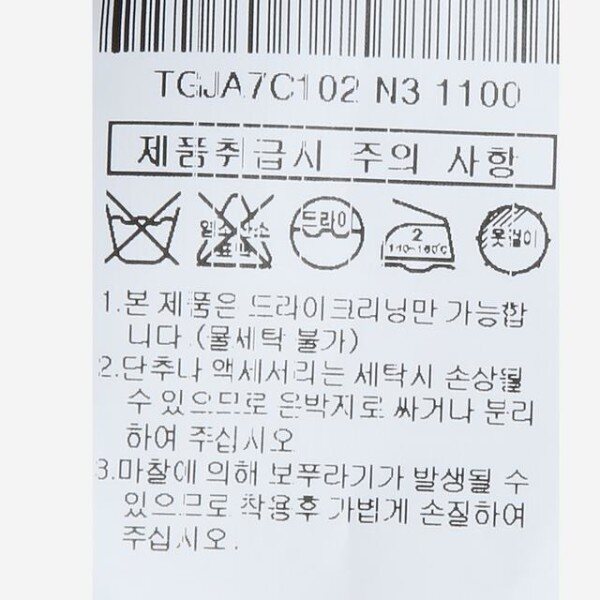 TGJA7C102 N3 1100
제품취급시 주의 사항
염소 산소
표백
드라이
2
110~160℃
옷걸이
1.본 제품은 드라이크리닝만 가능합
니다.(물세탁 불가)
2.단추나 액세서리는 세탁시 손상될
수 있으므로 은박지로 싸거나 분리
하여 주십시오
3.마찰에 의해 보푸라기가 발생될 수
있으므로 착용후 가볍게 손질하여
주십시오.